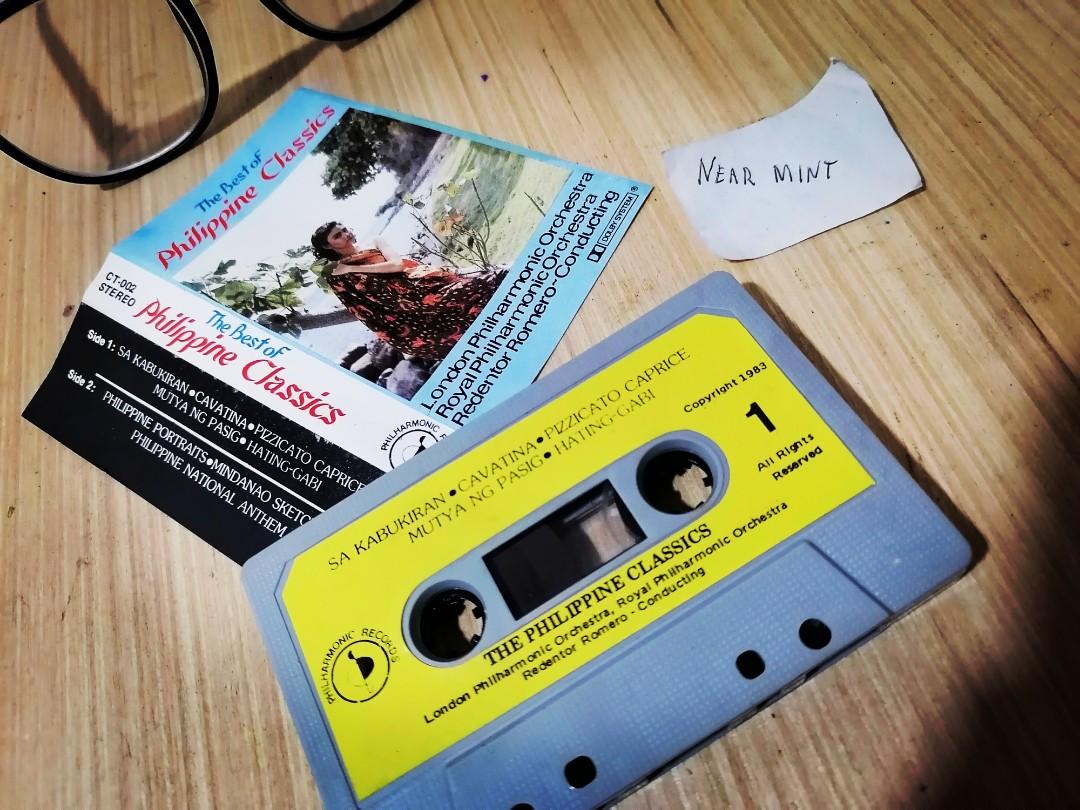 The Best of
Philippine Classics
London Philharmonic Orchestra
Royal Philharmonic Orchestra
Redentor Romero-Conducting
DOLBY SYSTEM ®
CT-002
STEREO
The Best of
Philippine Classics
PHILHARMONIC
Side 1: SA KABUKIRAN•CAVATINA•PIZZICATO CAPRICE
MUTYA NG PASIG•HATING-GABI
Side 2:
PHILIPPINE PORTRAITS•MINDANAO SKETC
PHILIPPINE NATIONAL ANTHEM
NEAR MINT
SA KABUKIRAN•CAVATINA•PIZZICATO CAPRICE
MUTYA NG PASIG•HATING-GABI
Copyright 1983
1
All Rights
Reserved
THE PHILIPPINE CLASSICS
London Philharmonic Orchestra, Royal Philharmonic Orchestra
Redentor Romero - Conducting
PHILHARMONIC RECORDS